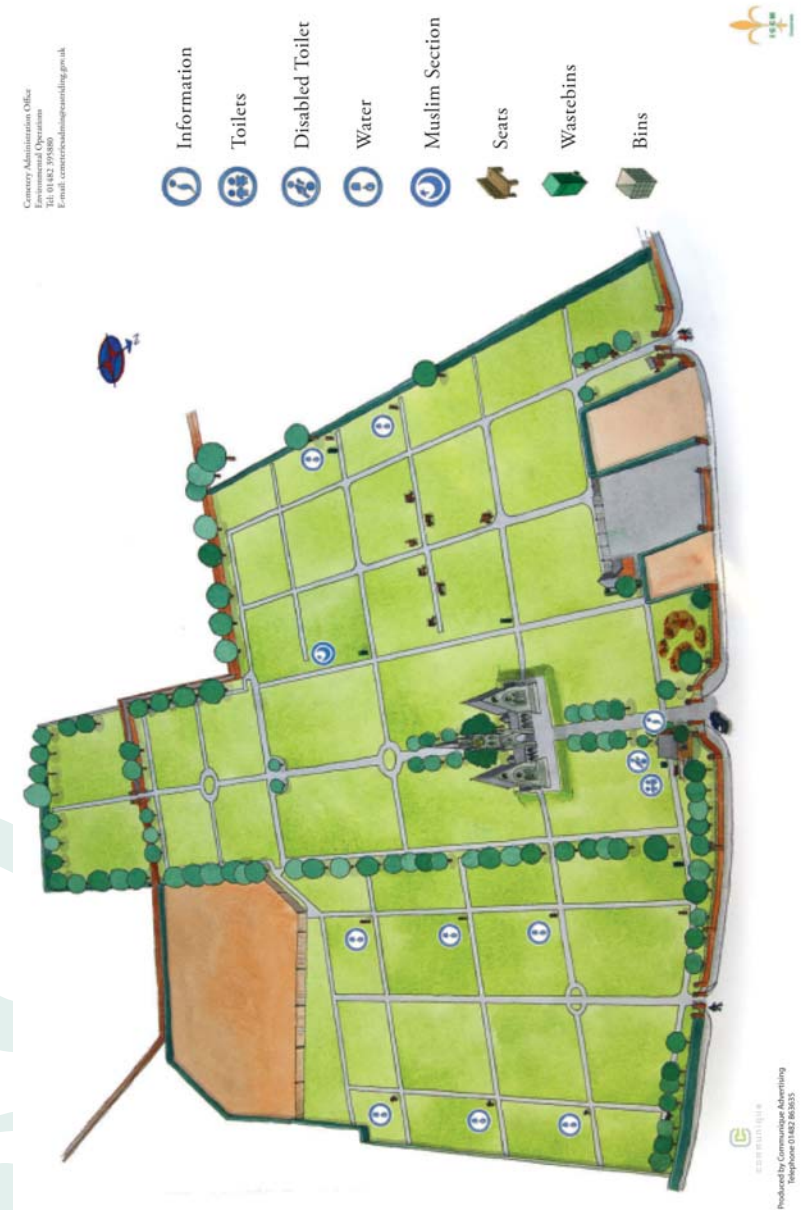 Cemetery Administration Office
Environmental Operations
Tel: 01482 395880
E-mail: cemeteriesadmin@eastriding.gov.uk
Information
Toilets
Disabled Toilet
Water
Muslim Section
Seats
Wastebins
Bins
communique
Produced by Communique Advertising
Telephone 01482 863635